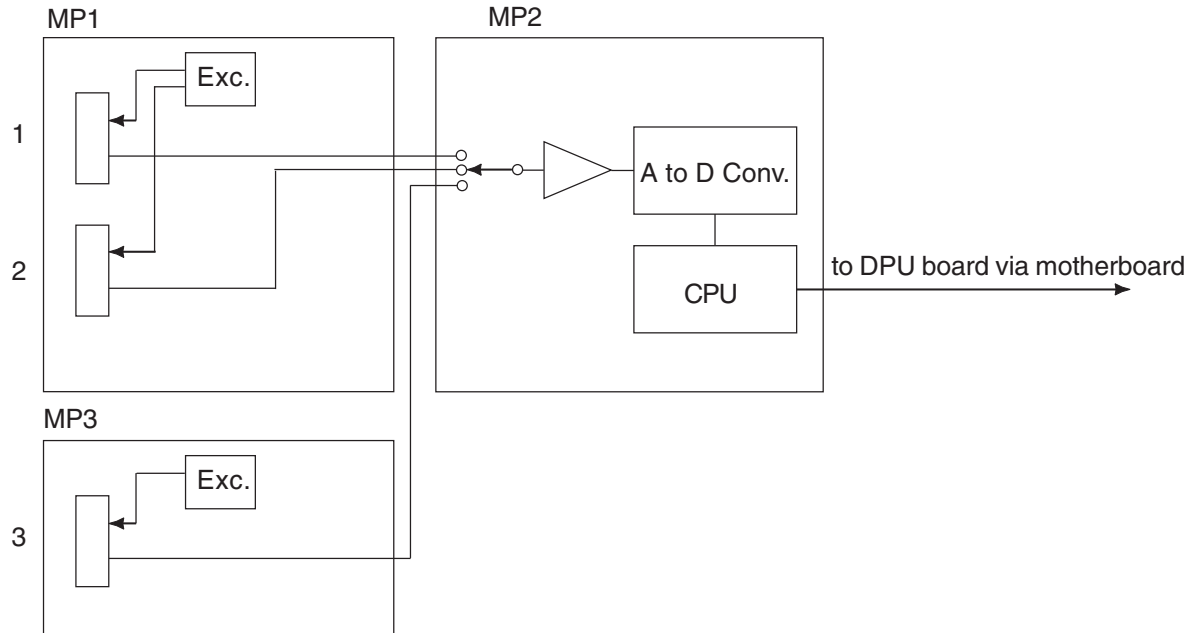 MP1
MP2
Exc.
1
A to D Conv.
2
to DPU board via motherboard
CPU
MP3
Exc.
3